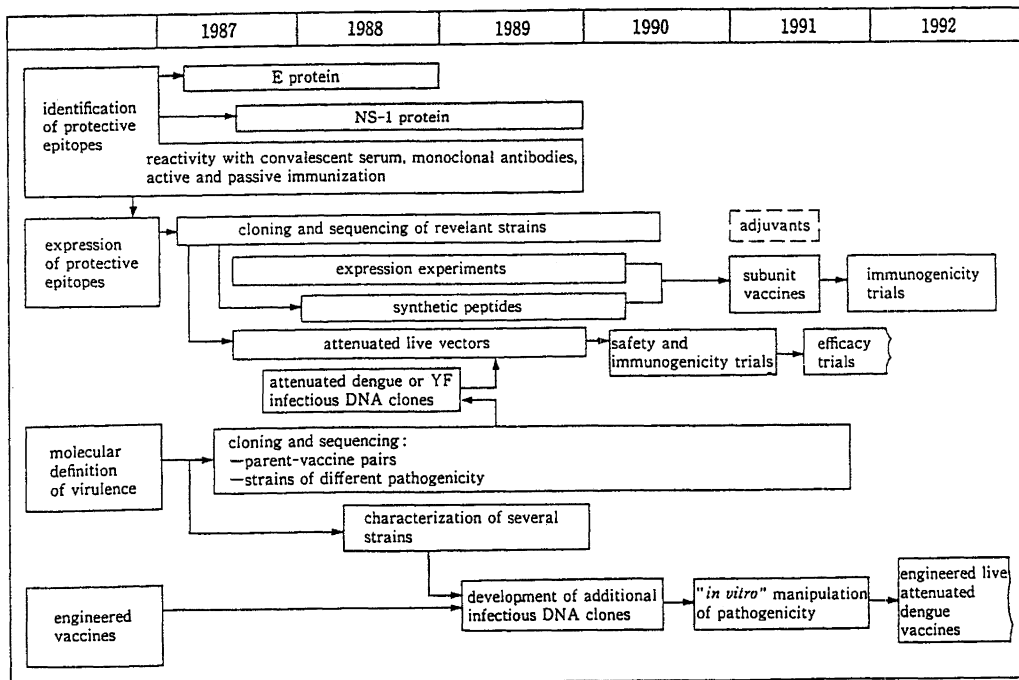 1987 1988 1989 1990 1991 1992
identification
of protective
epitopes
E protein
NS-1 protein
reactivity with convalescent serum, monoclonal antibodies,
active and passive immunization
expression
of protective
epitopes
cloning and sequencing of revelant strains
adjuvants
expression experiments
synthetic peptides
subunit
vaccines
immunogenicity
trials
attenuated live vectors
safety and
immunogenicity trials
efficacy
trials
attenuated dengue or YF
infectious DNA clones
molecular
definition
of virulence
cloning and sequencing:
—parent-vaccine pairs
—strains of different pathogenicity
characterization of several
strains
engineered
vaccines
development of additional
infectious DNA clones
"in vitro" manipulation
of pathogenicity
engineered live
attenuated
dengue
vaccines